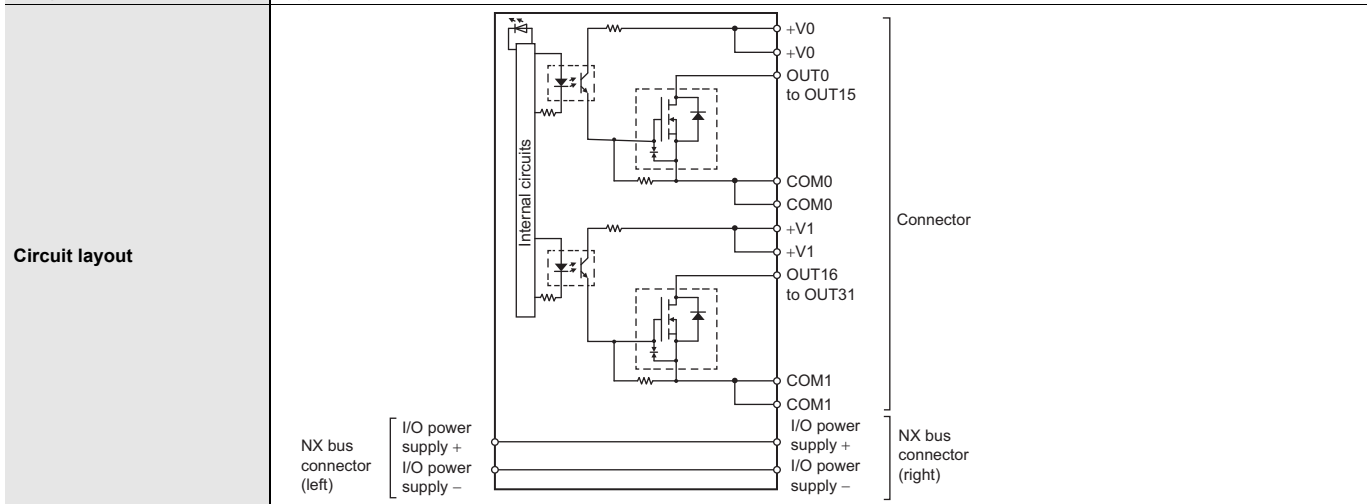 Circuit layout
Internal circuits
+V0
+V0
OUT0
to OUT15
COM0
COM0
+V1
+V1
OUT16
to OUT31
COM1
COM1
Connector
NX bus
connector
(left)
I/O power
supply +
I/O power
supply −
I/O power
supply +
I/O power
supply −
NX bus
connector
(right)